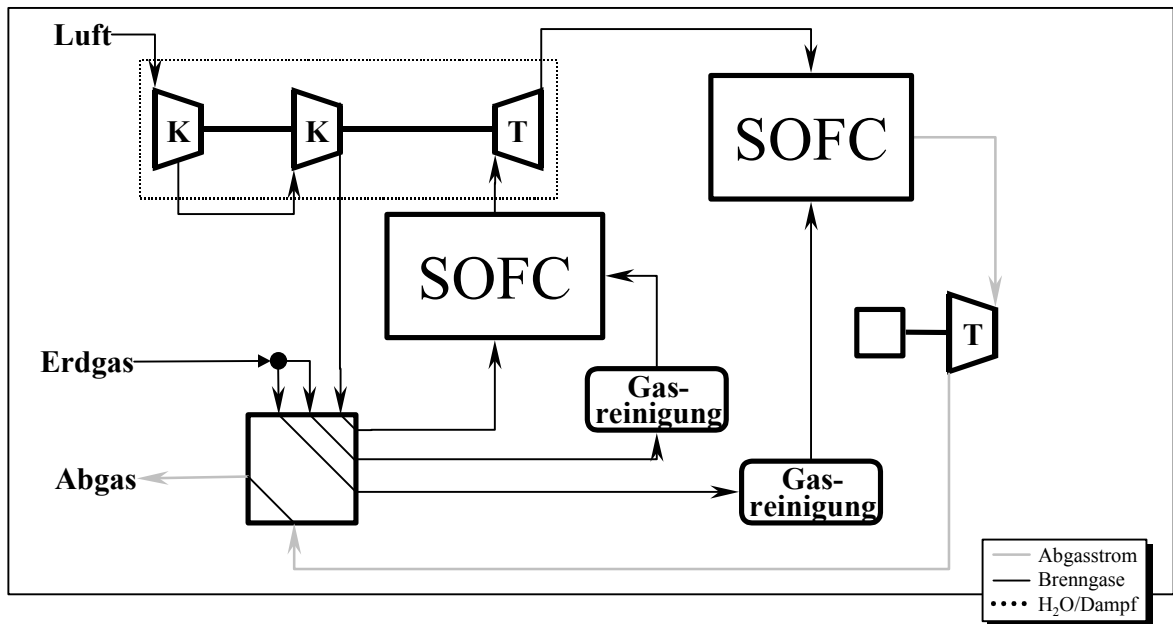 Luft
K
K
T
SOFC
SOFC
T
Erdgas
Gas-
reinigung
Abgas
Gas-
reinigung
Abgasstrom
Brenngase
H₂O/Dampf